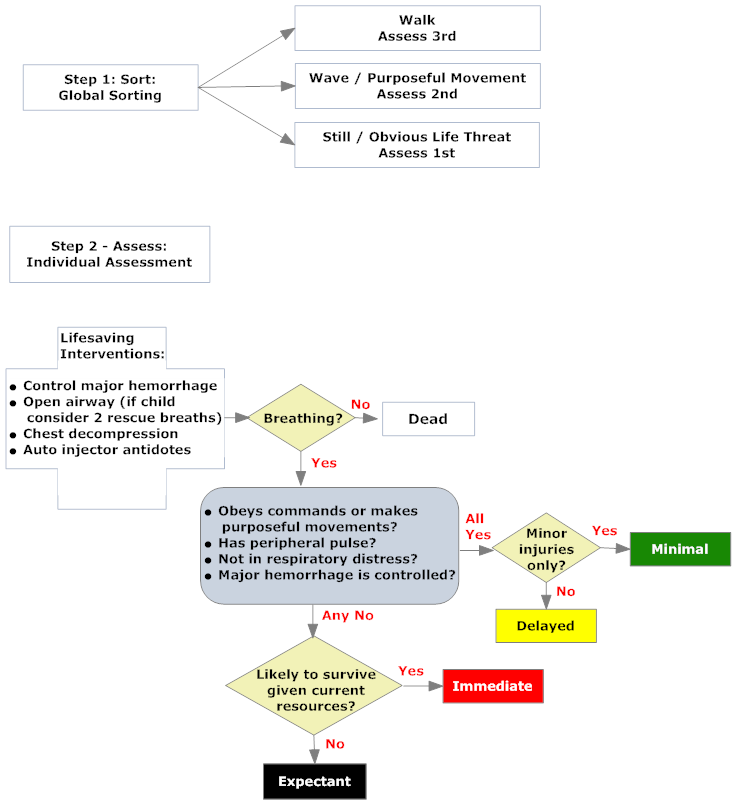 Walk
Assess 3rd
Step 1: Sort:
Global Sorting
Wave / Purposeful Movement
Assess 2nd
Still / Obvious Life Threat
Assess 1st
Step 2 - Assess:
Individual Assessment
Lifesaving
Interventions:
● Control major hemorrhage
● Open airway (if child
consider 2 rescue breaths)
● Chest decompression
● Auto injector antidotes
Breathing?
No
Dead
Yes
● Obeys commands or makes
purposeful movements?
● Has peripheral pulse?
● Not in respiratory distress?
● Major hemorrhage is controlled?
All
Yes
Minor
injuries
only?
Yes
Minimal
No
Delayed
Any No
Likely to survive
given current
resources?
Yes
Immediate
No
Expectant